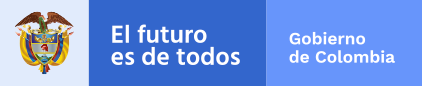 El futuro
es de todos
Gobierno
de Colombia